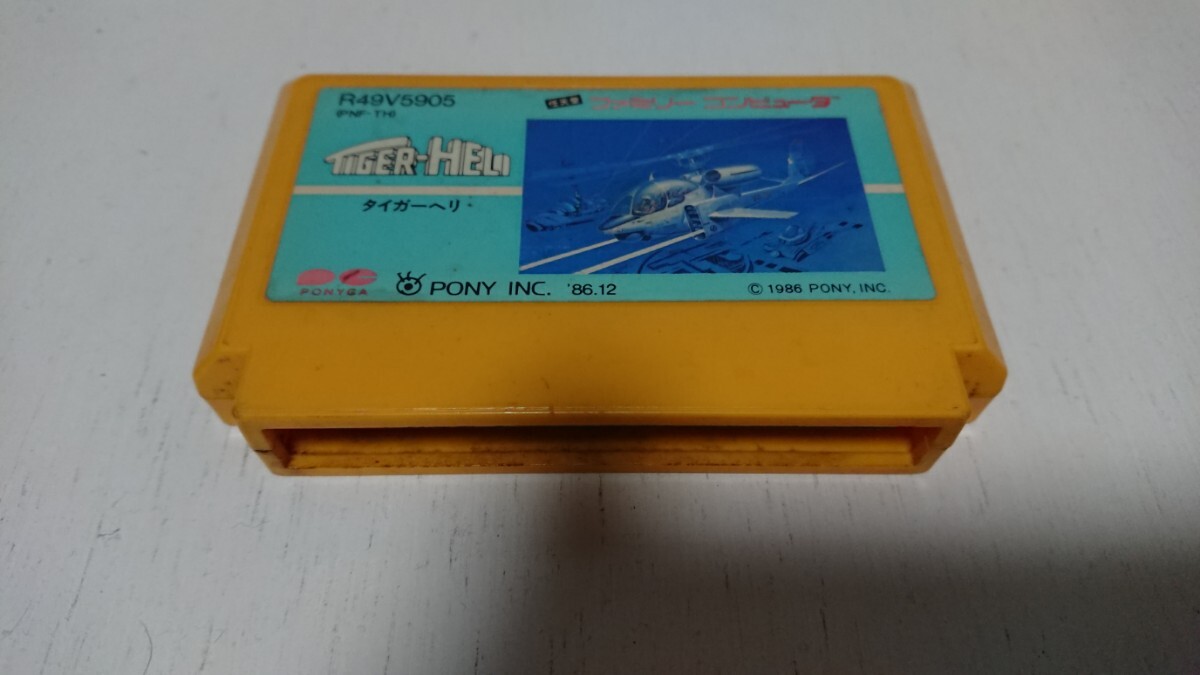 R49V5905
(PNF-TH)
ファミリー コンピュータ
TIGER-HELI
タイガーヘリ
PONYCA
PONY INC. '86.12
© 1986 PONY, INC.